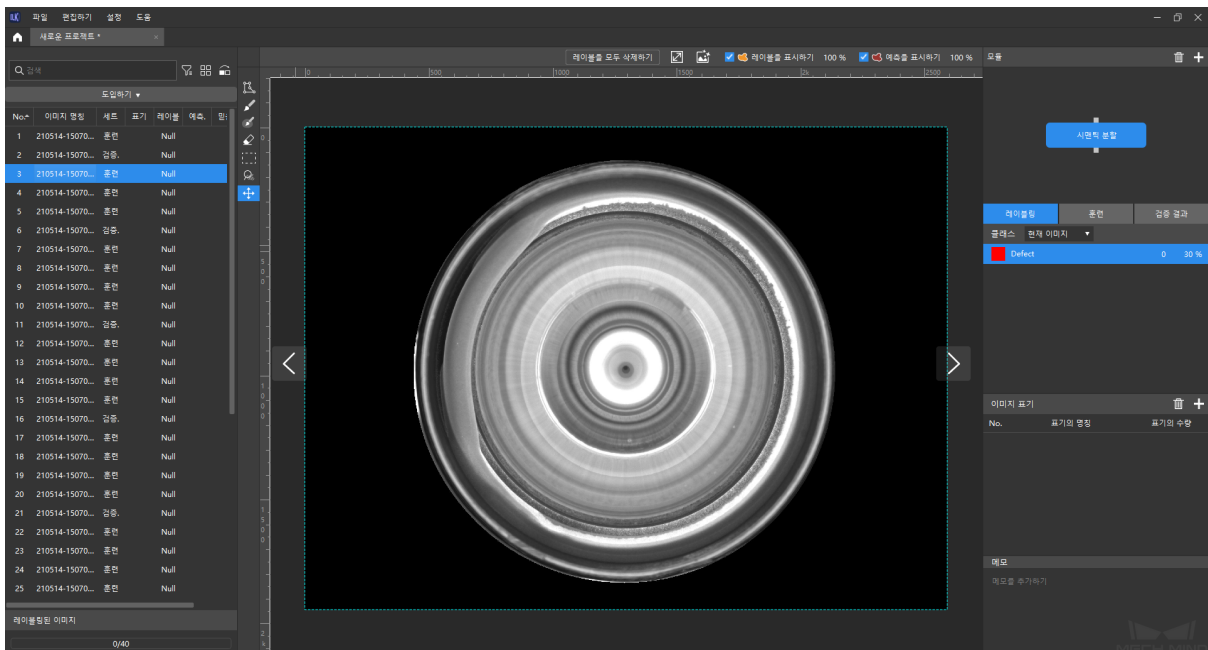 파일 편집하기 설정 도움
새로운 프로젝트 *
레이블들 모두 삭제하기 레이블들 표시하기 100 % 예측들 표시하기 100 % 모듈
검색
도입하기
No. 이미지 명칭 세트 표기 레이블 예측.
1 210514-15070... 훈련 Null
2 210514-15070... 검증. Null
3 210514-15070... 훈련 Null
4 210514-15070... 훈련 Null
5 210514-15070... 훈련 Null
6 210514-15070... 검증. Null
7 210514-15070... 훈련 Null
8 210514-15070... 훈련 Null
9 210514-15070... 훈련 Null
10 210514-15070... 훈련 Null
11 210514-15070... 검증. Null
12 210514-15070... 훈련 Null
13 210514-15070... 훈련 Null
14 210514-15070... 훈련 Null
15 210514-15070... 훈련 Null
16 210514-15070... 검증. Null
17 210514-15070... 훈련 Null
18 210514-15070... 훈련 Null
19 210514-15070... 훈련 Null
20 210514-15070... 훈련 Null
21 210514-15070... 검증. Null
22 210514-15070... 훈련 Null
23 210514-15070... 훈련 Null
24 210514-15070... 훈련 Null
25 210514-15070... 훈련 Null
레이블링된 이미지
0/40
0 500 1000 1500 2k 2500
0
500
1000
1500
2k
시맨틱 분할
레이블링 훈련 검증 결과
클래스 현재 이미지
Defect 0 30 %
이미지 표기
No. 표기의 명칭 표기의 수량
메모
메모를 추가하기